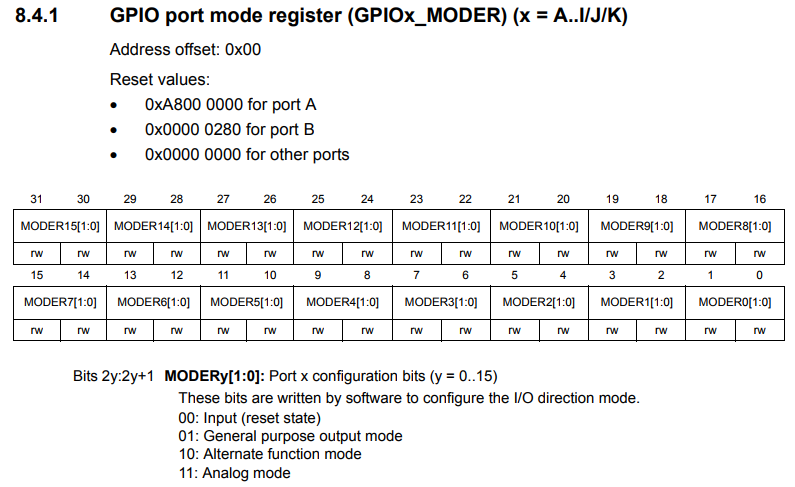 8.4.1 GPIO port mode register (GPIOx_MODER) (x = A..I/J/K)
Address offset: 0x00
Reset values:
• 0xA800 0000 for port A
• 0x0000 0280 for port B
• 0x0000 0000 for other ports
31 30 29 28 27 26 25 24 23 22 21 20 19 18 17 16
MODER15[1:0] MODER14[1:0] MODER13[1:0] MODER12[1:0] MODER11[1:0] MODER10[1:0] MODER9[1:0] MODER8[1:0]
rw rw rw rw rw rw rw rw rw rw rw rw rw rw rw rw
15 14 13 12 11 10 9 8 7 6 5 4 3 2 1 0
MODER7[1:0] MODER6[1:0] MODER5[1:0] MODER4[1:0] MODER3[1:0] MODER2[1:0] MODER1[1:0] MODER0[1:0]
rw rw rw rw rw rw rw rw rw rw rw rw rw rw rw rw
Bits 2y:2y+1 MODERy[1:0]: Port x configuration bits (y = 0..15)
These bits are written by software to configure the I/O direction mode.
00: Input (reset state)
01: General purpose output mode
10: Alternate function mode
11: Analog mode